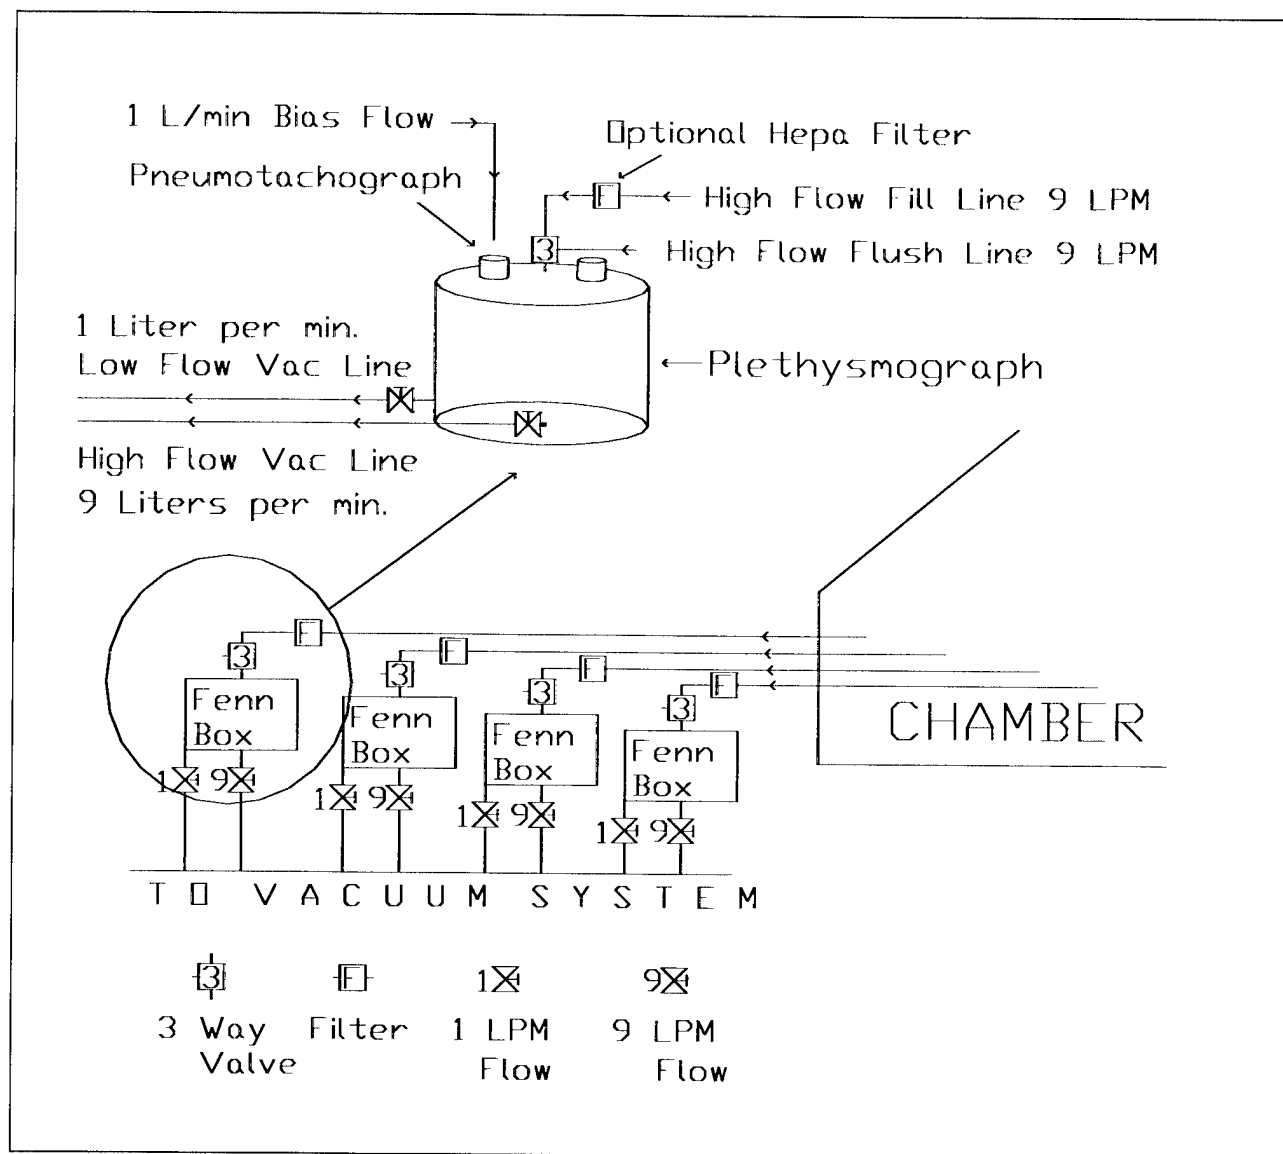 1 L/min Bias Flow
Optional Hepa Filter
Pneumotachograph
F
High Flow Fill Line 9 LPM
3
High Flow Flush Line 9 LPM
1 Liter per min.
Low Flow Vac Line
Plethysmograph
High Flow Vac Line
9 Liters per min.
F
F
F
F
3
3
3
3
Fenn
Box
Fenn
Box
Fenn
Box
Fenn
Box
CHAMBER
1
9
1
9
1
9
1
9
TO VACUUM SYSTEM
3
F
1
9
3 Way
Valve
Filter
1 LPM
Flow
9 LPM
Flow